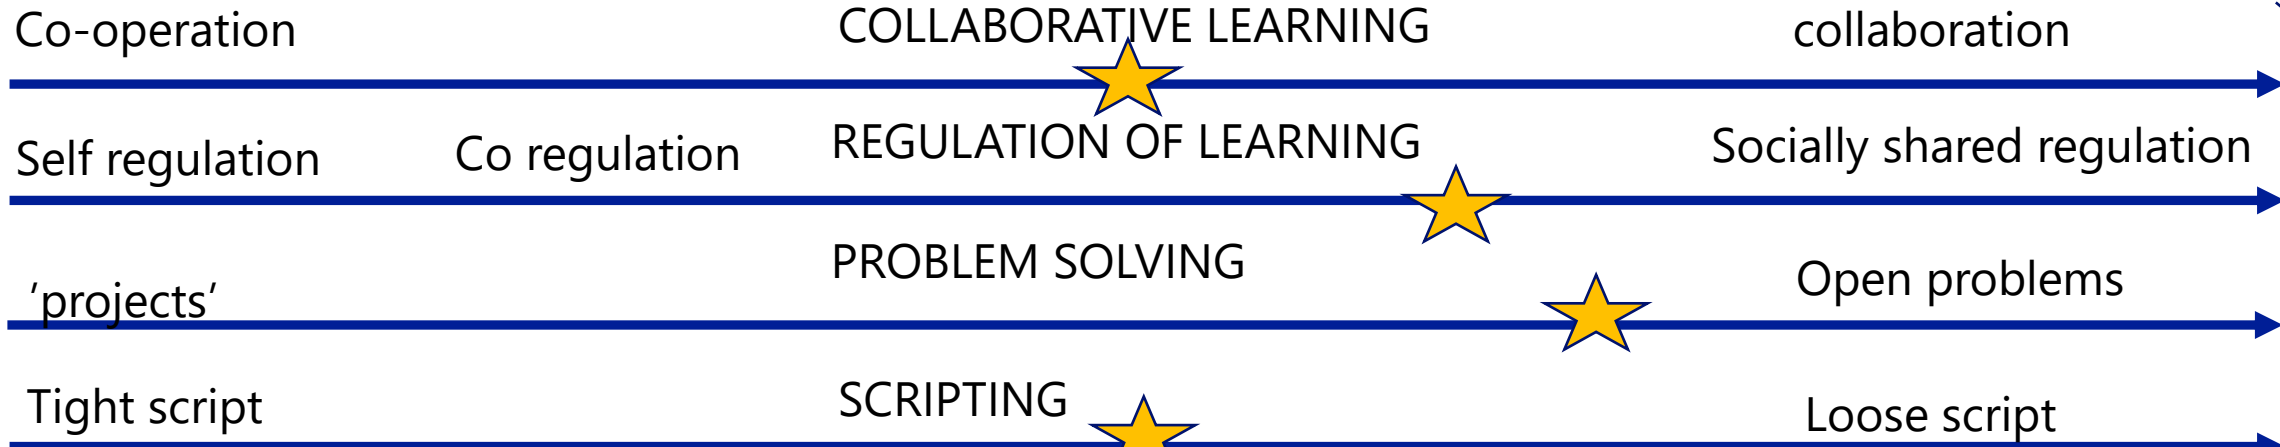 Co-operation COLLABORATIVE LEARNING collaboration
Self regulation Co regulation REGULATION OF LEARNING Socially shared regulation
'projects' PROBLEM SOLVING Open problems
Tight script SCRIPTING Loose script